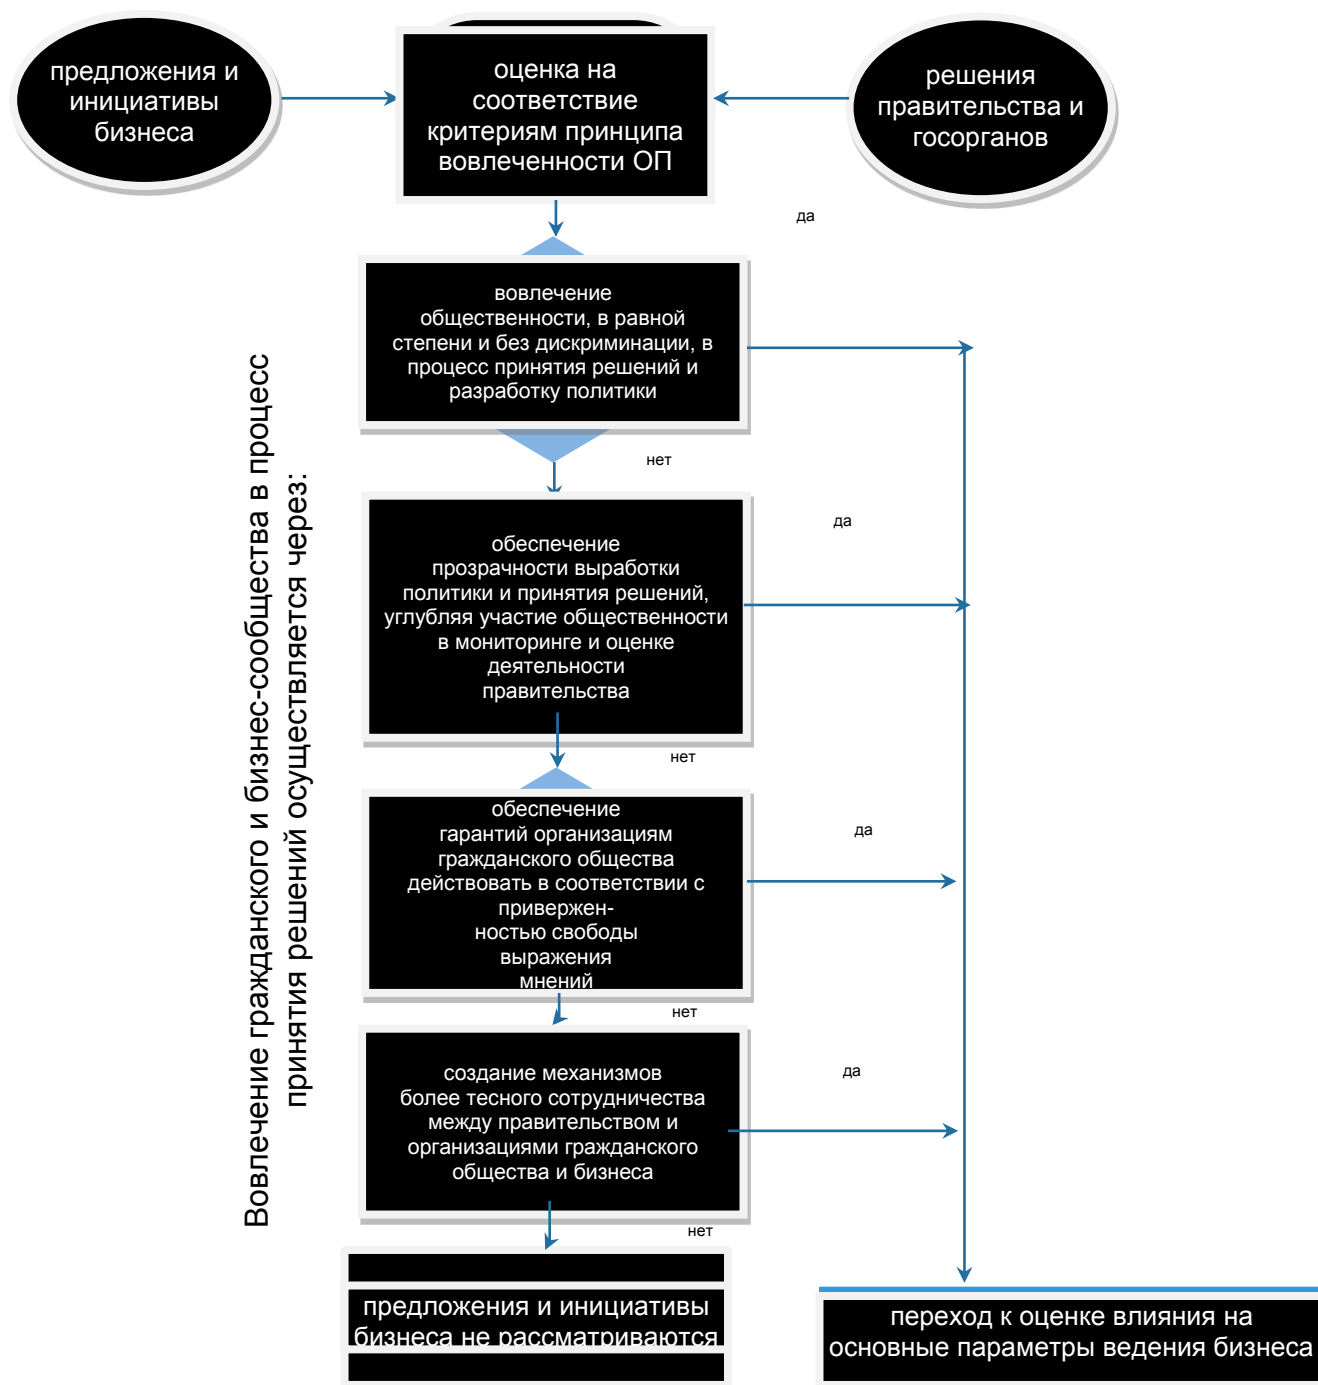 предложения и
инициативы
бизнеса
оценка на
соответствие
критериям принципа
вовлеченности ОП
решения
правительства и
госорганов
да
вовлечение
общественности, в равной
степени и без дискриминации, в
процесс принятия решений и
разработку политики
нет
да
обеспечение
прозрачности выработки
политики и принятия решений,
углубляя участие общественности
в мониторинге и оценке
деятельности
правительства
нет
обеспечение
гарантий организациям
гражданского общества
действовать в соответствии с
привержен-
ностью свободы
выражения
мнений
да
нет
создание механизмов
более тесного сотрудничества
между правительством и
организациями гражданского
общества и бизнеса
да
нет
Вовлечение гражданского и бизнес-сообщества в процесс
принятия решений осуществляется через:
предложения и инициативы
бизнеса не рассматриваются
переход к оценке влияния на
основные параметры ведения бизнеса